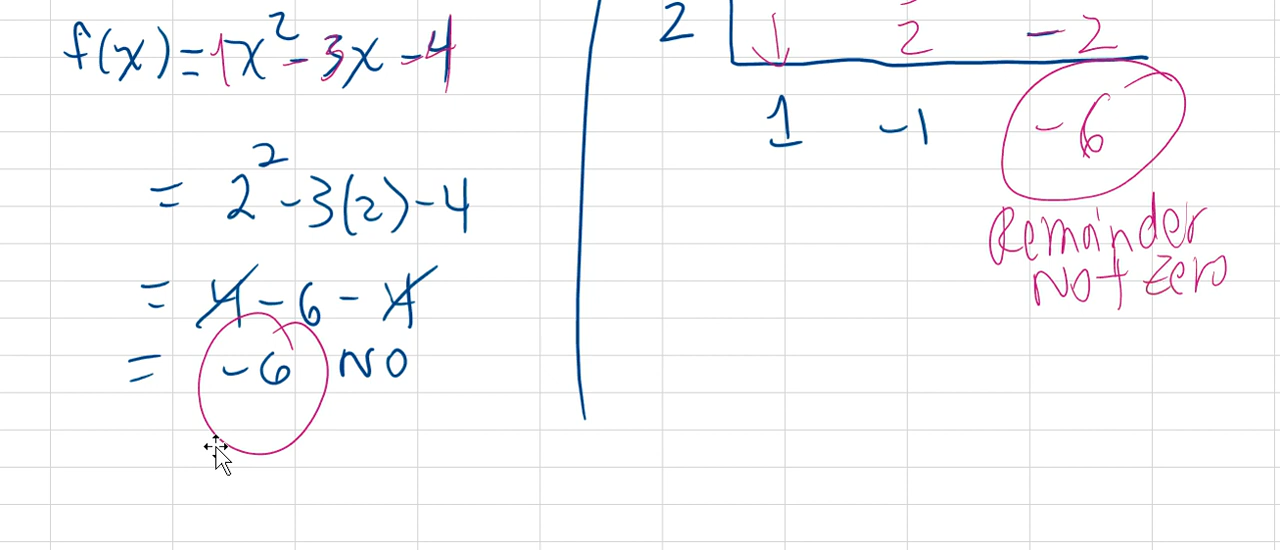 f(x) = 1x² - 3x - 4
= 2² - 3(2) - 4
= 4 - 6 - 4
= -6 NO
2 2 -2
1 -1 -6
Remainder
NOT zero